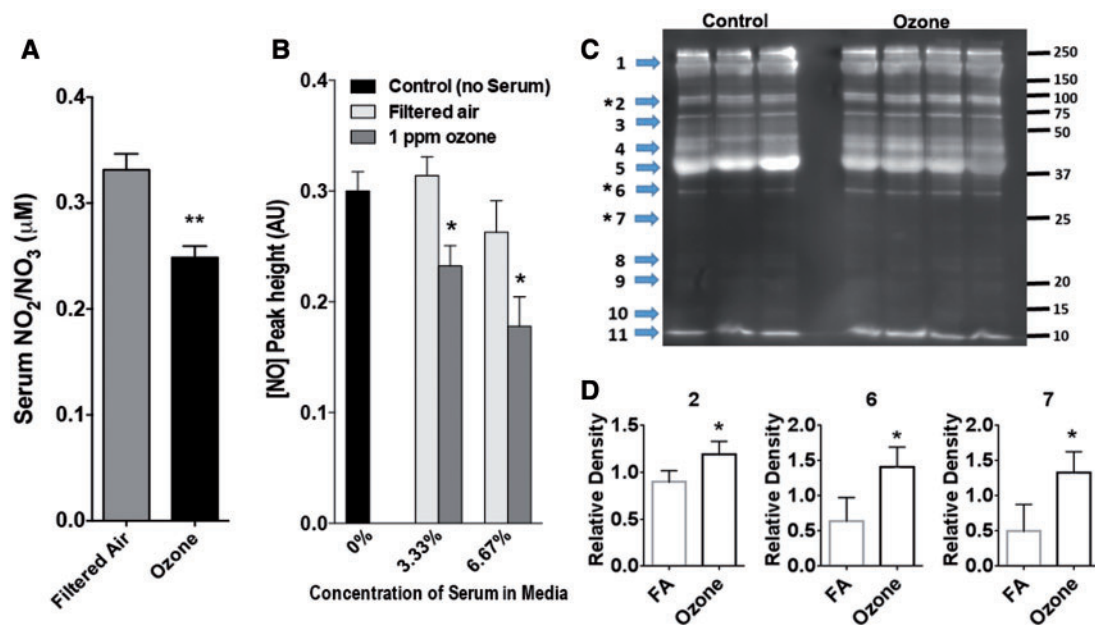 A
Serum NO2/NO3 (µM)
0.4
0.3
0.2
0.1
0.0
**
Filtered Air
Ozone
B
[NO] Peak height (AU)
0.4
0.3
0.2
0.1
0.0
Control (no Serum)
Filtered air
1 ppm ozone
*
*
0%
3.33%
6.67%
Concentration of Serum in Media
C
Control
Ozone
1
*2
3
4
5
*6
*7
8
9
10
11
250
150
100
75
50
37
25
20
15
10
D
2
Relative Density
1.5
1.0
0.5
0.0
*
FA
Ozone
6
Relative Density
2.0
1.5
1.0
0.5
0.0
*
FA
Ozone
7
Relative Density
2.0
1.5
1.0
0.5
0.0
*
FA
Ozone